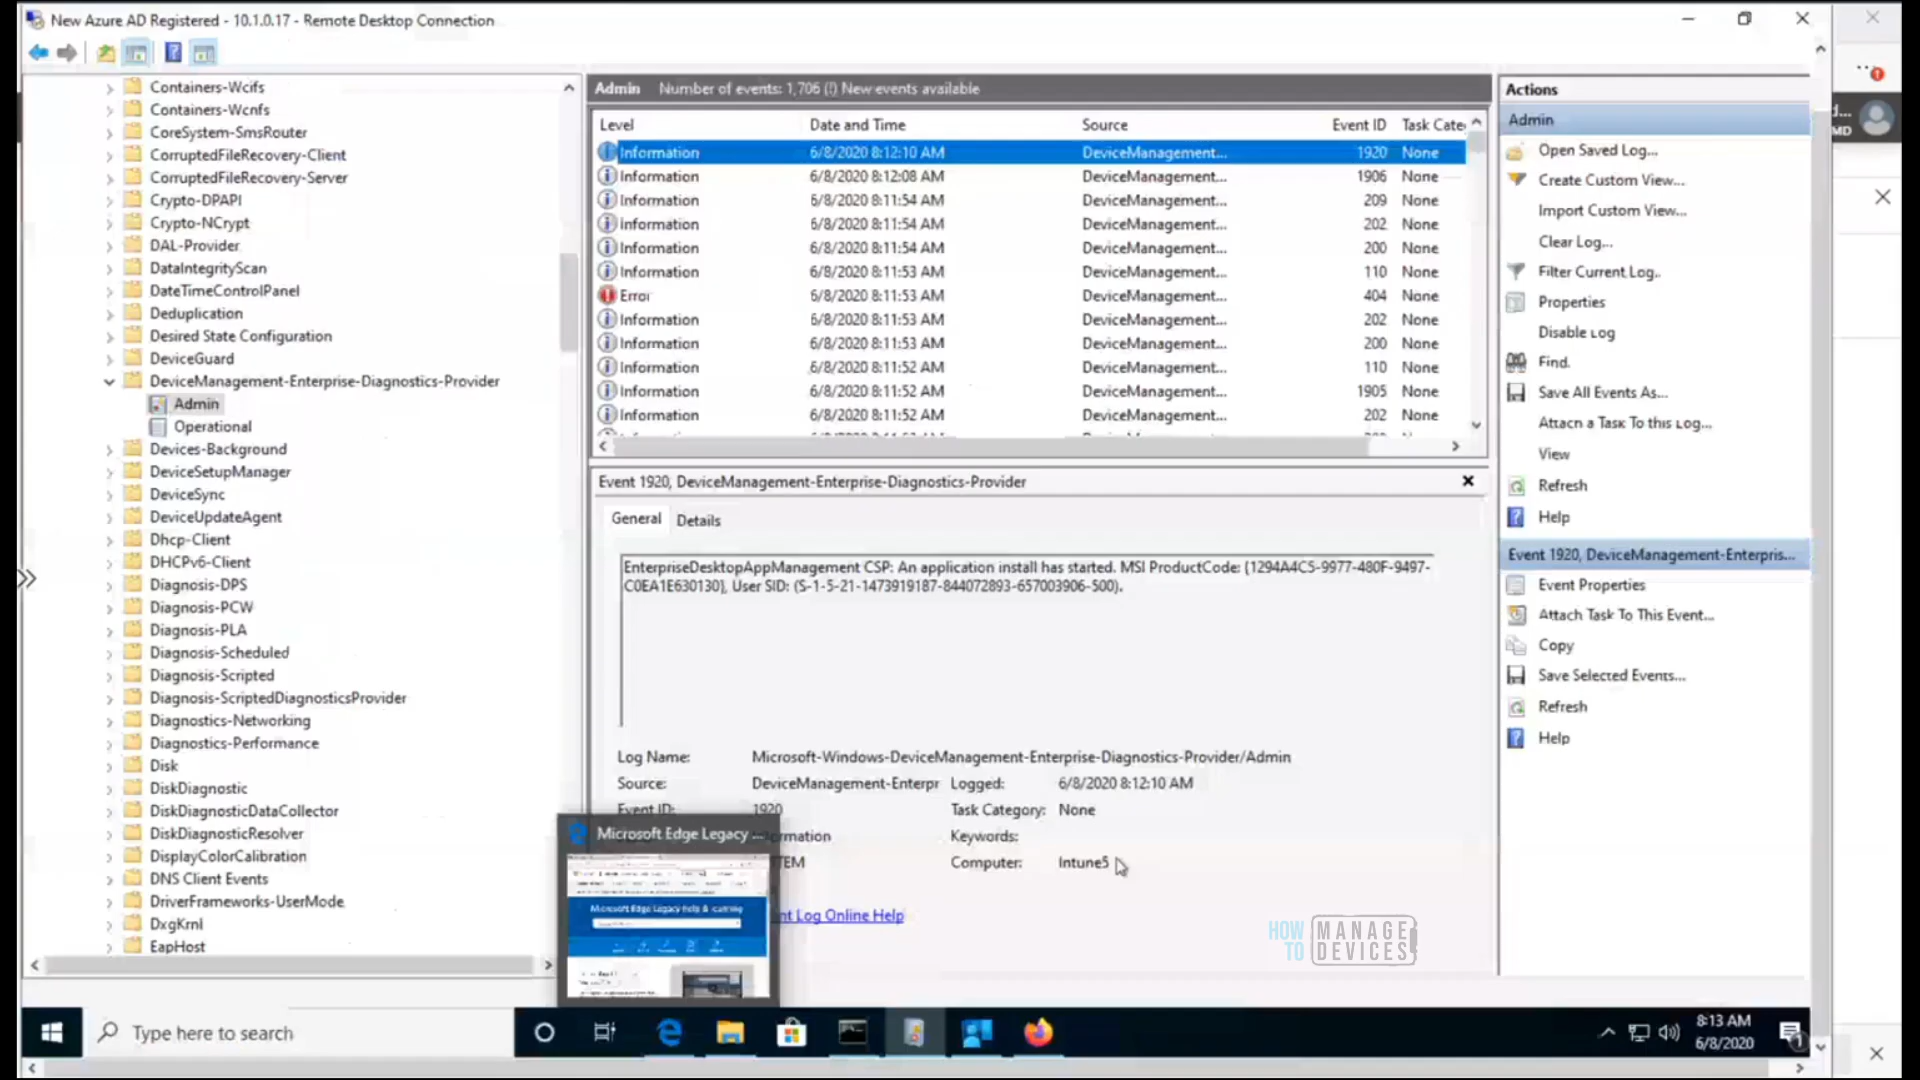 New Azure AD Registered - 10.1.0.17 - Remote Desktop Connection
Containers-Wcifs
Containers-Wcnfs
CoreSystem-SmsRouter
CorruptedFileRecovery-Client
CorruptedFileRecovery-Server
Crypto-DPAPI
Crypto-NCrypt
DAL-Provider
DataIntegrityScan
DateTimeControlPanel
Deduplication
Desired State Configuration
DeviceGuard
DeviceManagement-Enterprise-Diagnostics-Provider
Admin
Operational
Devices-Background
DeviceSetupManager
DeviceSync
DeviceUpdateAgent
Dhcp-Client
DHCPv6-Client
Diagnosis-DPS
Diagnosis-PCW
Diagnosis-PLA
Diagnosis-Scheduled
Diagnosis-Scripted
Diagnosis-ScriptedDiagnosticsProvider
Diagnostics-Networking
Diagnostics-Performance
Disk
DiskDiagnostic
DiskDiagnosticDataCollector
DiskDiagnosticResolver
DisplayColorCalibration
DNS Client Events
DriverFrameworks-UserMode
DxgKrnl
EapHost
Admin Number of events: 1,706 (!) New events available
Level Date and Time Source Event ID Task Cate
Information 6/8/2020 8:12:10 AM DeviceManagement... 1920 None
Information 6/8/2020 8:12:08 AM DeviceManagement... 1906 None
Information 6/8/2020 8:11:54 AM DeviceManagement... 209 None
Information 6/8/2020 8:11:54 AM DeviceManagement... 202 None
Information 6/8/2020 8:11:54 AM DeviceManagement... 200 None
Information 6/8/2020 8:11:53 AM DeviceManagement... 110 None
Error 6/8/2020 8:11:53 AM DeviceManagement... 404 None
Information 6/8/2020 8:11:53 AM DeviceManagement... 202 None
Information 6/8/2020 8:11:53 AM DeviceManagement... 200 None
Information 6/8/2020 8:11:52 AM DeviceManagement... 110 None
Information 6/8/2020 8:11:52 AM DeviceManagement... 1905 None
Information 6/8/2020 8:11:52 AM DeviceManagement... 202 None
Event 1920, DeviceManagement-Enterprise-Diagnostics-Provider
General Details
EnterpriseDesktopAppManagement CSP: An application install has started. MSI ProductCode: {1294A4C5-9977-480F-9497-
C0EA1E630130}, User SID: (S-1-5-21-1473919187-844072893-657003906-500).
Log Name: Microsoft-Windows-DeviceManagement-Enterprise-Diagnostics-Provider/Admin
Source: DeviceManagement-Enterpr Logged: 6/8/2020 8:12:10 AM
Event ID: 1920 Task Category: None
Information Keywords:
TEM Computer: Intune5
nt Log Online Help
Microsoft Edge Legacy ...
Microsoft Edge Legacy help & learning
HOW TO MANAGE DEVICES
Actions
Admin
Open Saved Log...
Create Custom View...
Import Custom View...
Clear Log...
Filter Current Log..
Properties
Disable Log
Find.
Save All Events As...
Attach a Task To this Log...
View
Refresh
Help
Event 1920, DeviceManagement-Enterpris...
Event Properties
Attach Task To This Event...
Copy
Save Selected Events...
Refresh
Help
d...
MD
Type here to search
8:13 AM
6/8/2020
1